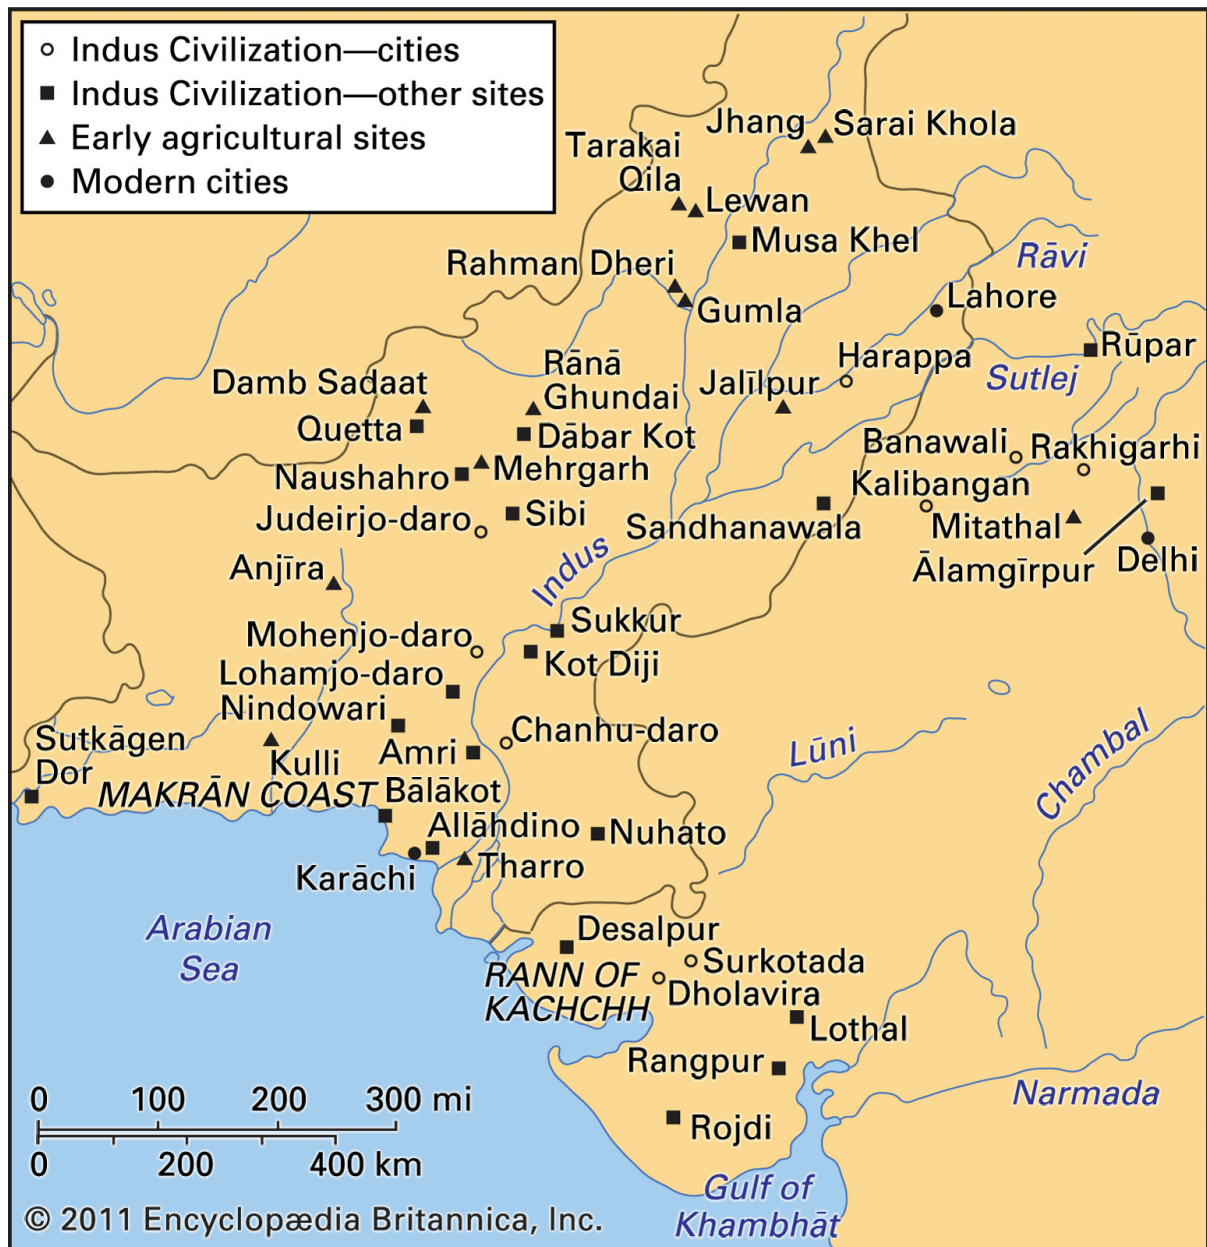 Indus Civilization—cities
Indus Civilization—other sites
Early agricultural sites
Modern cities
Jhang
Sarai Khola
Tarakai
Qila
Lewan
Musa Khel
Rāvi
Rahman Dheri
Gumla
Lahore
Rūpar
Harappa
Sutlej
Rānā
Ghundai
Jalīlpur
Damb Sadaat
Quetta
Dābar Kot
Banawali
Rakhigarhi
Mehrgarh
Naushahro
Kalibangan
Judeirjo-daro
Sibi
Sandhanawala
Mitathal
Ālamgīrpur
Delhi
Anjīra
Indus
Sukkur
Mohenjo-daro
Kot Diji
Lohamjo-daro
Nindowari
Chanhu-daro
Lūni
Chambal
Sutkāgen
Dor
Kulli
Amri
MAKRĀN COAST
Bālākot
Allāhdino
Nuhato
Tharro
Karāchi
Arabian
Sea
Desalpur
Surkotada
RANN OF
KACHCHH
Dholavira
Lothal
Rangpur
Narmada
Rojdi
0 100 200 300 mi
0 200 400 km
Gulf of
Khambhāt
© 2011 Encyclopædia Britannica, Inc.